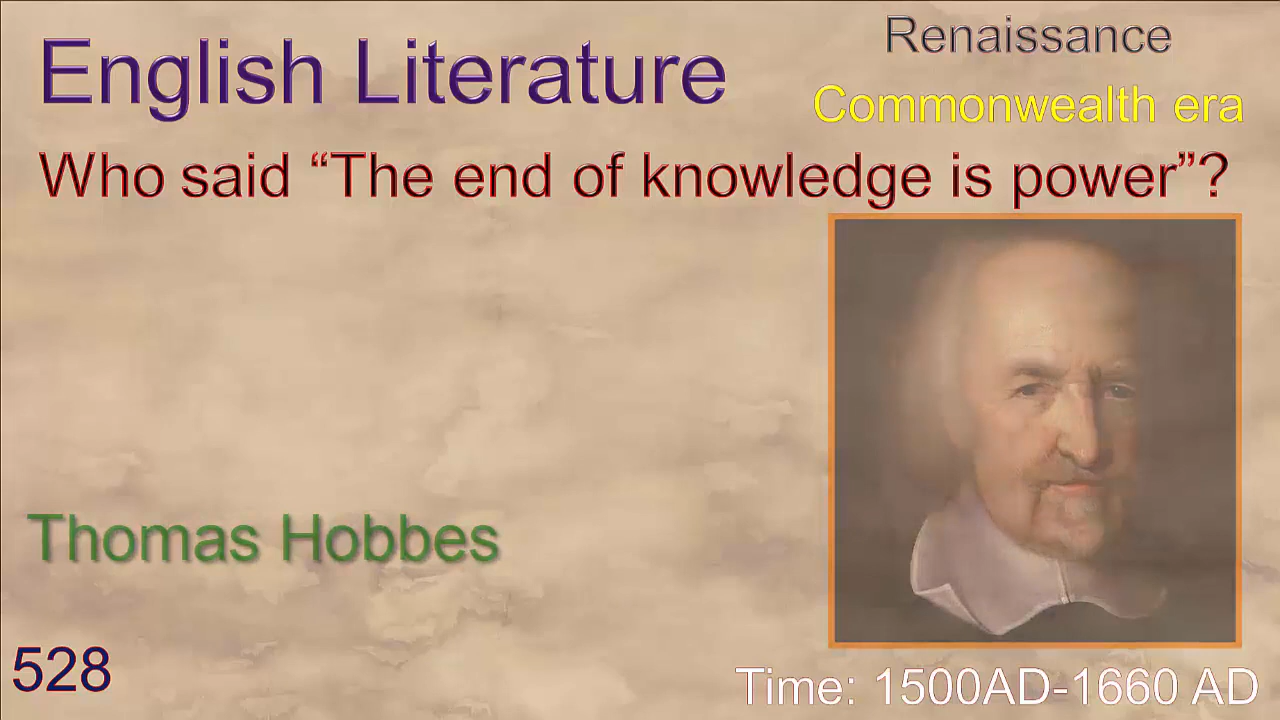 English Literature
Renaissance
Commonwealth era
Who said “The end of knowledge is power”?
Thomas Hobbes
528
Time: 1500AD-1660 AD